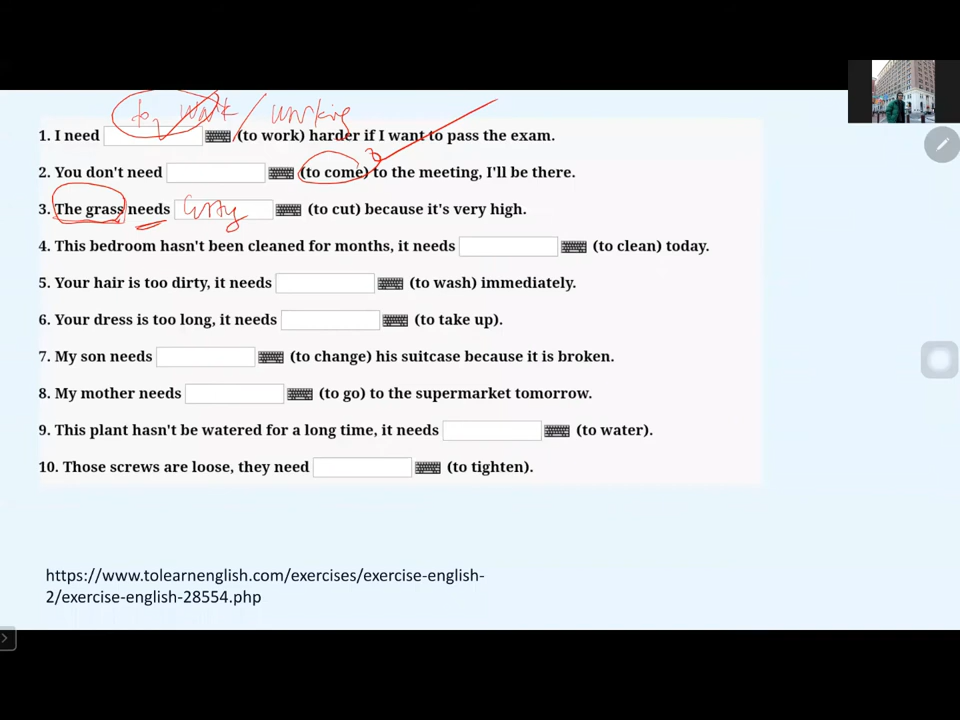 to work / working
1. I need (to work) harder if I want to pass the exam.
2. You don't need (to come) to the meeting, I'll be there.
3. The grass needs (to cut) because it's very high.
4. This bedroom hasn't been cleaned for months, it needs (to clean) today.
5. Your hair is too dirty, it needs (to wash) immediately.
6. Your dress is too long, it needs (to take up).
7. My son needs (to change) his suitcase because it is broken.
8. My mother needs (to go) to the supermarket tomorrow.
9. This plant hasn't be watered for a long time, it needs (to water).
10. Those screws are loose, they need (to tighten).
https://www.tolearnenglish.com/exercises/exercise-english-
2/exercise-english-28554.php